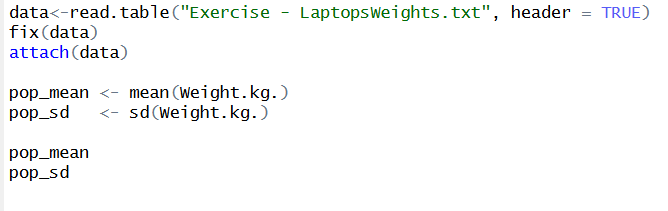 data<-read.table("Exercise - LaptopsWeights.txt", header = TRUE)
fix(data)
attach(data)
pop_mean <- mean(Weight.kg.)
pop_sd   <- sd(Weight.kg.)
pop_mean
pop_sd